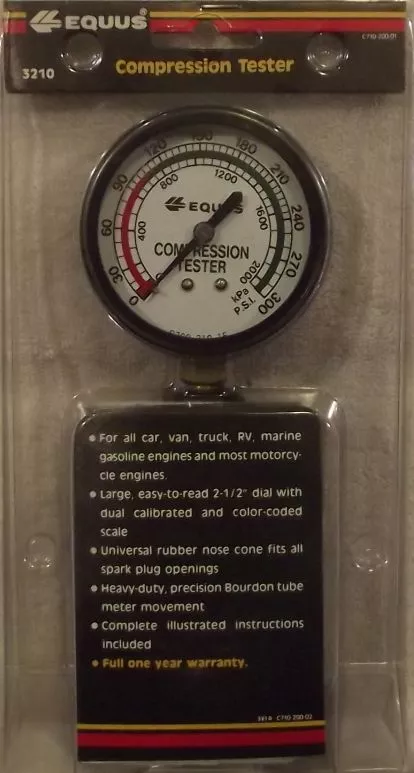 EQUUS®
C710-200-01
3210
Compression Tester
0 30 60 90 120 150 180 210 240 270 300
400 800 1200 1600 2000
EQUUS
COMPRESSION
TESTER
kPa
P.S.I.
• For all car, van, truck, RV, marine
gasoline engines and most motorcy-
cle engines.
• Large, easy-to-read 2-1/2" dial with
dual calibrated and color-coded
scale
• Universal rubber nose cone fits all
spark plug openings
• Heavy-duty, precision Bourdon tube
meter movement
• Complete illustrated instructions
included
• Full one year warranty.
C710-200-02